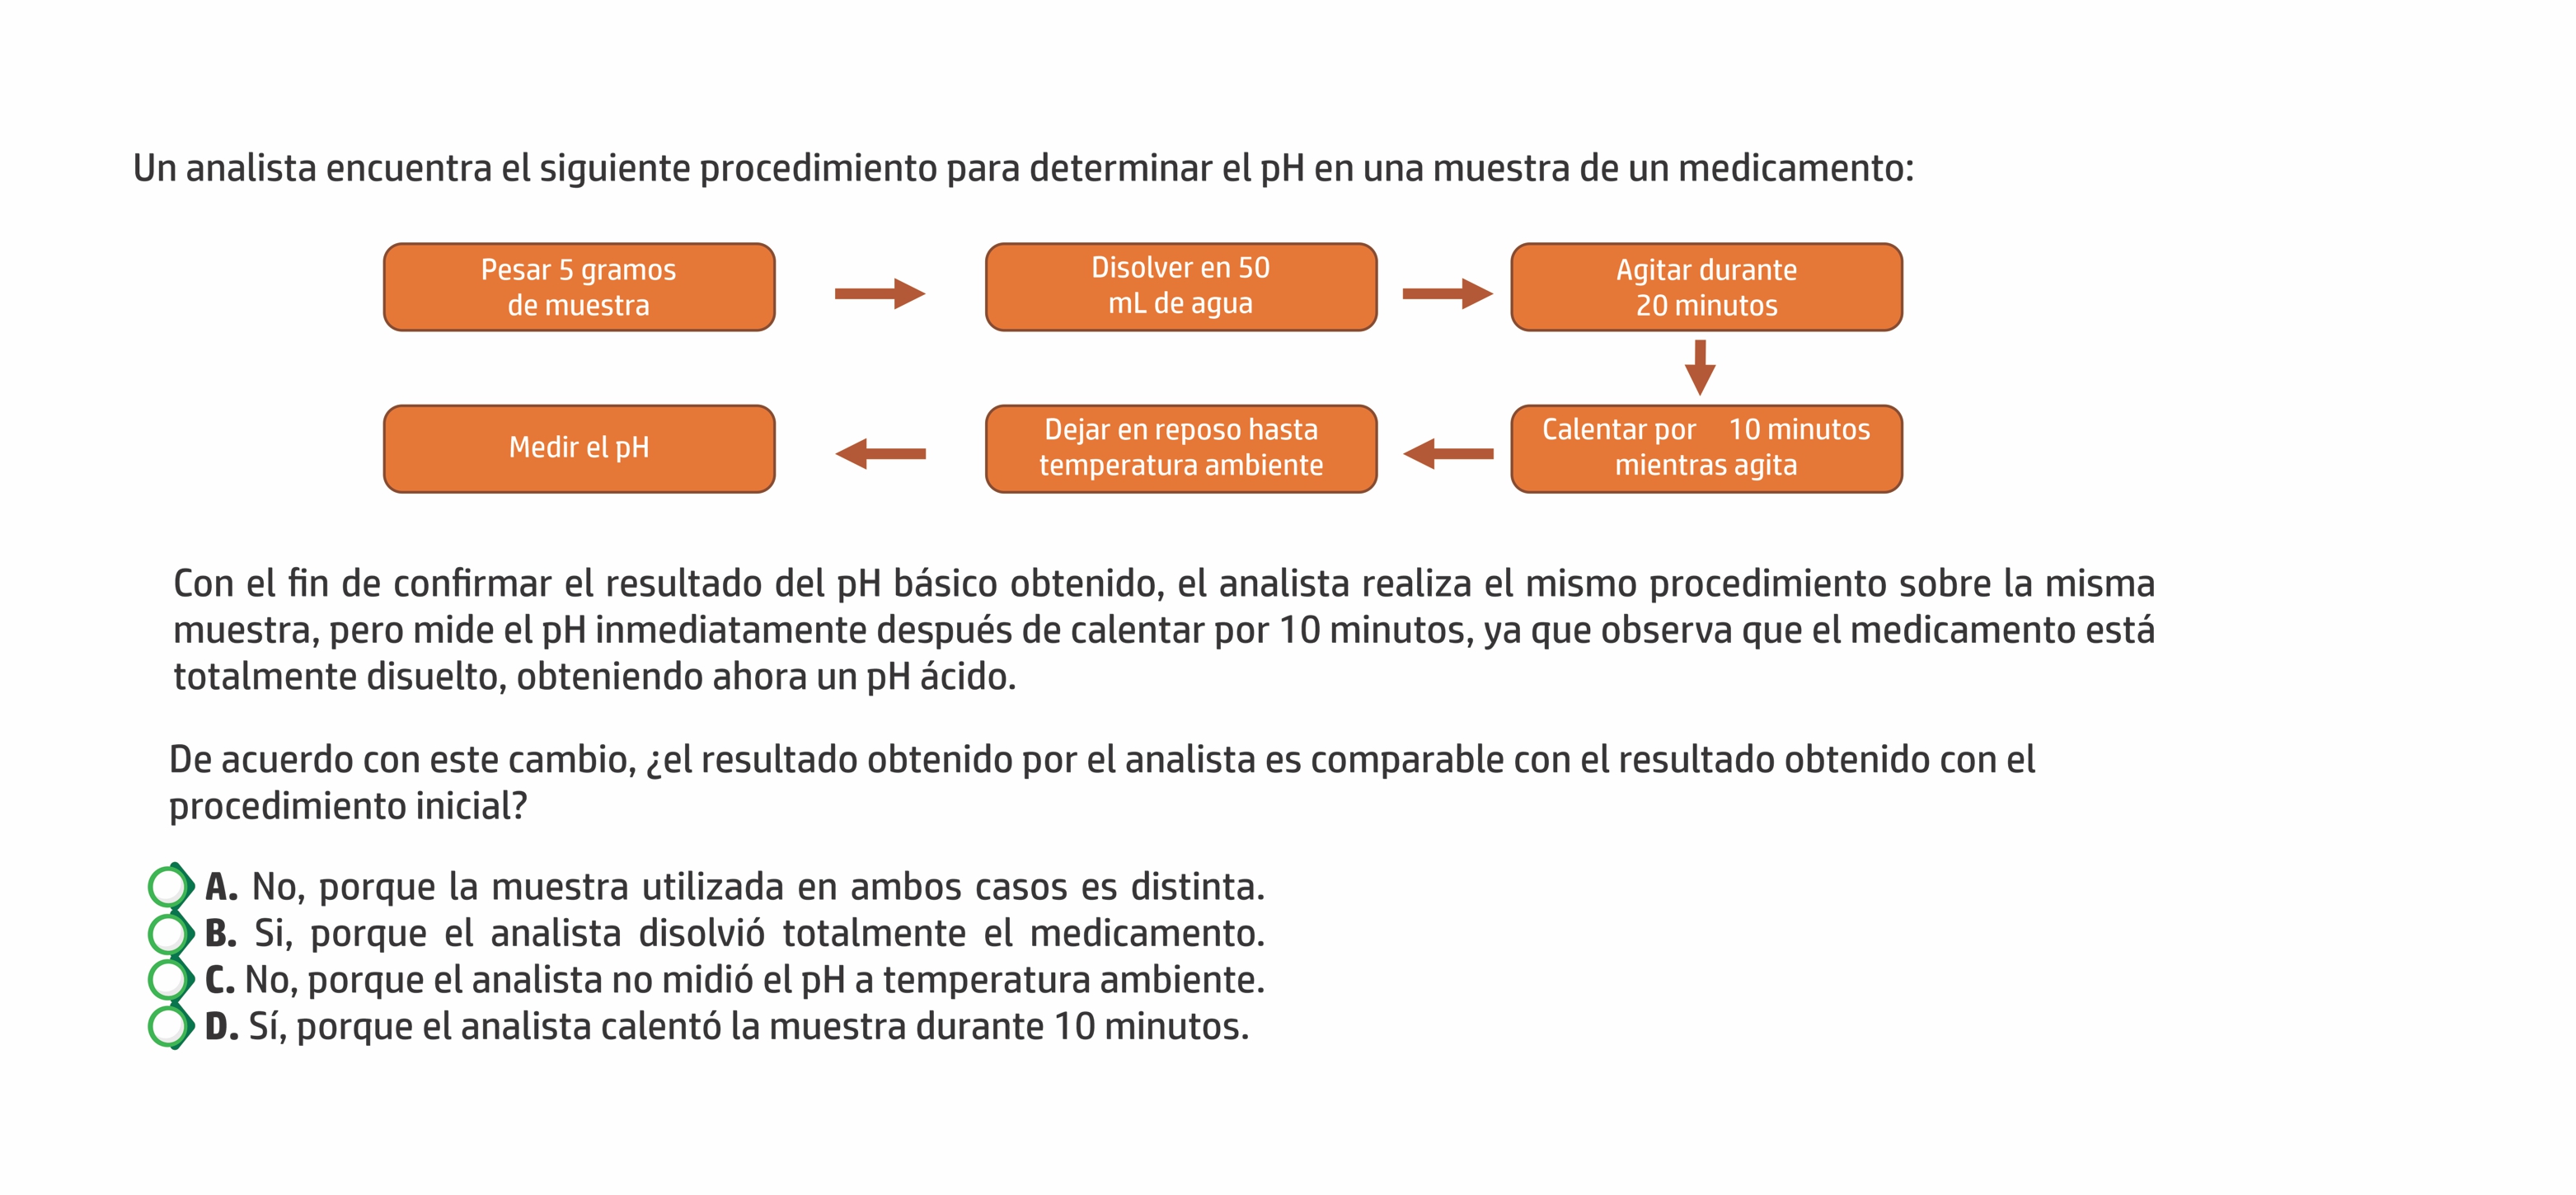 Un analista encuentra el siguiente procedimiento para determinar el pH en una muestra de un medicamento:
Pesar 5 gramos
de muestra
Disolver en 50
mL de agua
Agitar durante
20 minutos
Calentar por 10 minutos
mientras agita
Dejar en reposo hasta
temperatura ambiente
Medir el pH
Con el fin de confirmar el resultado del pH básico obtenido, el analista realiza el mismo procedimiento sobre la misma
muestra, pero mide el pH inmediatamente después de calentar por 10 minutos, ya que observa que el medicamento está
totalmente disuelto, obteniendo ahora un pH ácido.
De acuerdo con este cambio, ¿el resultado obtenido por el analista es comparable con el resultado obtenido con el
procedimiento inicial?
A. No, porque la muestra utilizada en ambos casos es distinta.
B. Si, porque el analista disolvió totalmente el medicamento.
C. No, porque el analista no midió el pH a temperatura ambiente.
D. Sí, porque el analista calentó la muestra durante 10 minutos.